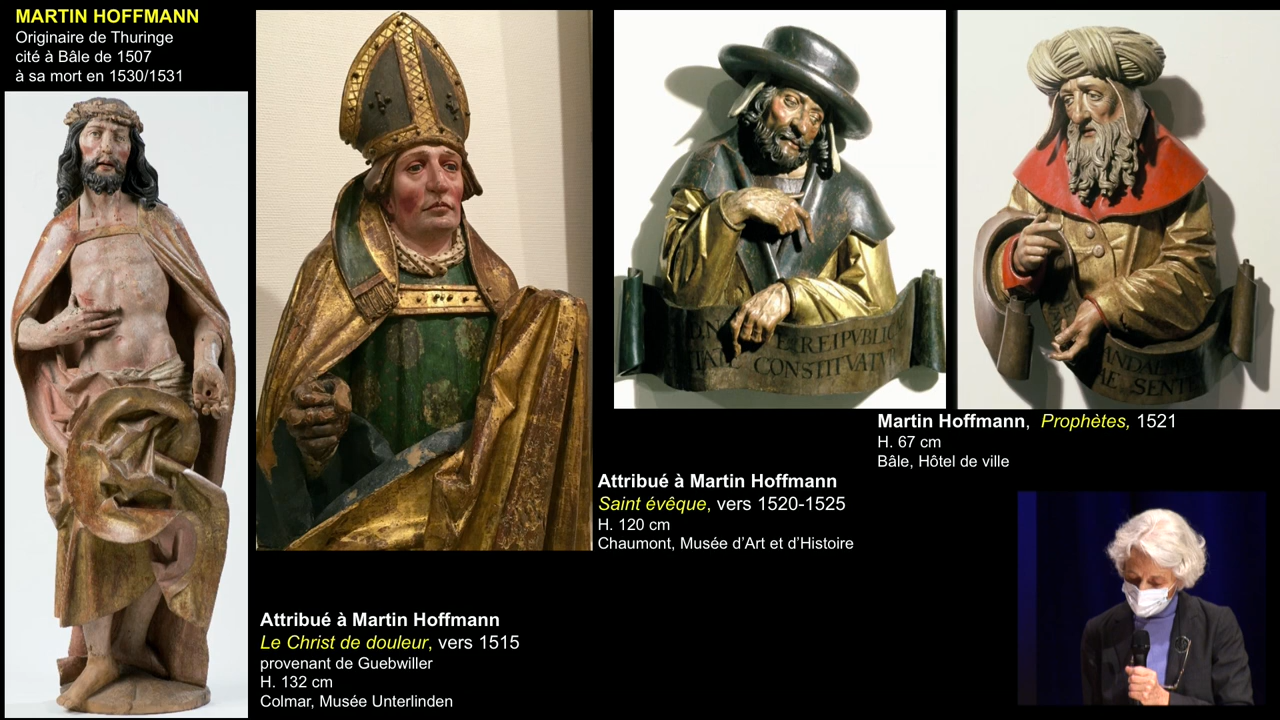 MARTIN HOFFMANN
Originaire de Thuringe
cité à Bâle de 1507
à sa mort en 1530/1531
REIPVBLIC
CONSTITVATVR
AE SENTE
Martin Hoffmann, Prophètes, 1521
H. 67 cm
Bâle, Hôtel de ville
Attribué à Martin Hoffmann
Saint évêque, vers 1520-1525
H. 120 cm
Chaumont, Musée d’Art et d’Histoire
Attribué à Martin Hoffmann
Le Christ de douleur, vers 1515
provenant de Guebwiller
H. 132 cm
Colmar, Musée Unterlinden